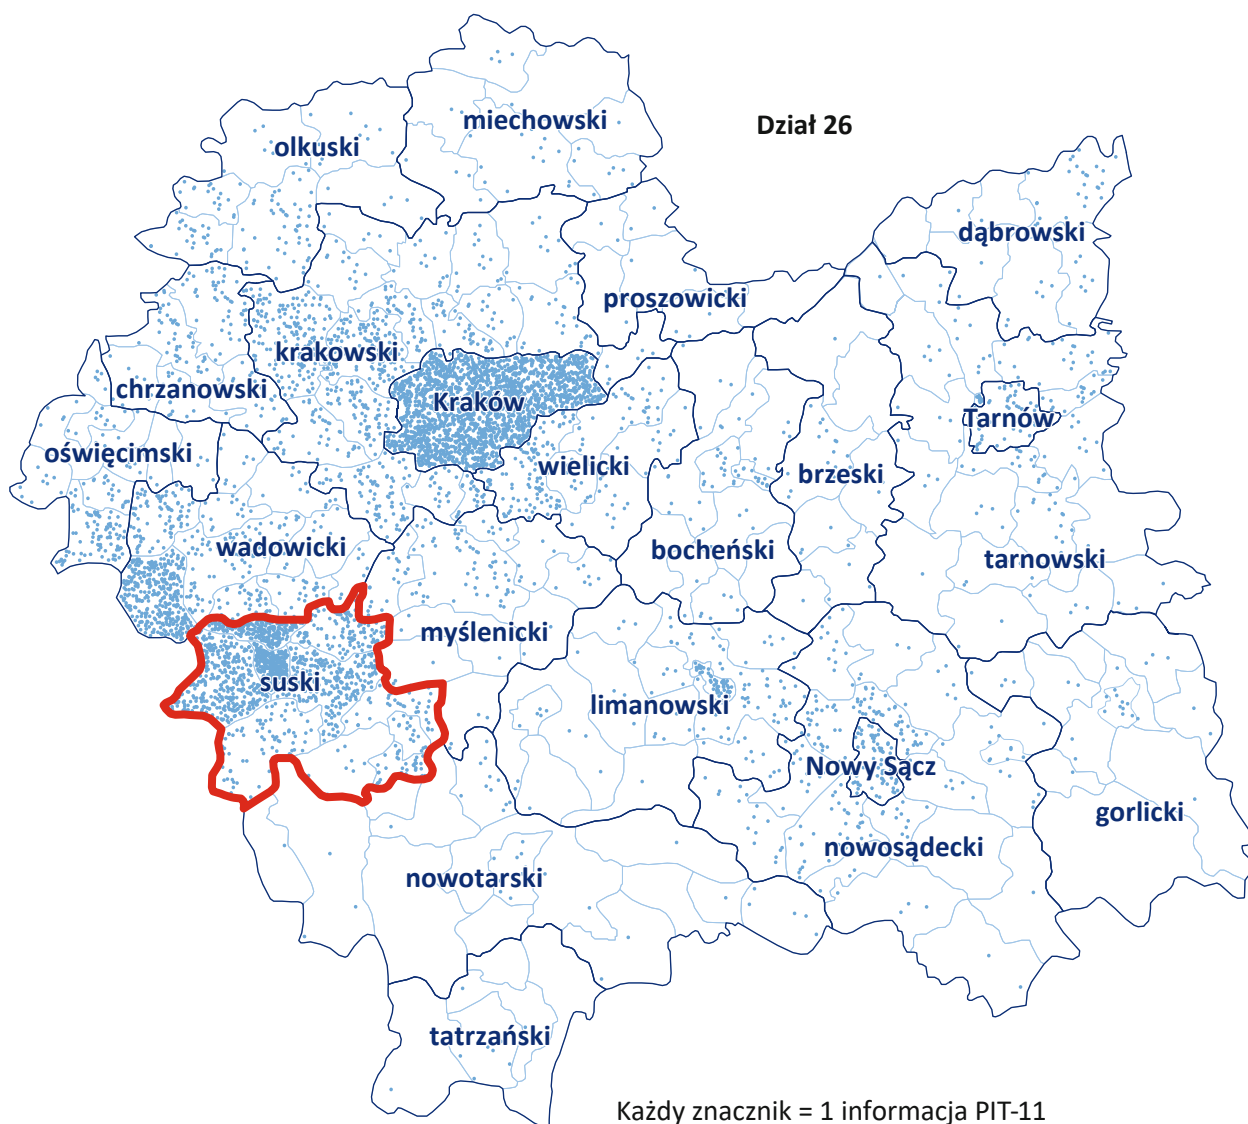 miechowski
Dział 26
olkuski
dąbrowski
proszowicki
krakowski
chrzanowski
Kraków
Tarnów
oświęcimski
wielicki
brzeski
wadowicki
bocheński
tarnowski
myślenicki
suski
limanowski
Nowy Sącz
gorlicki
nowosądecki
nowotarski
tatrzański
Każdy znacznik = 1 informacja PIT-11